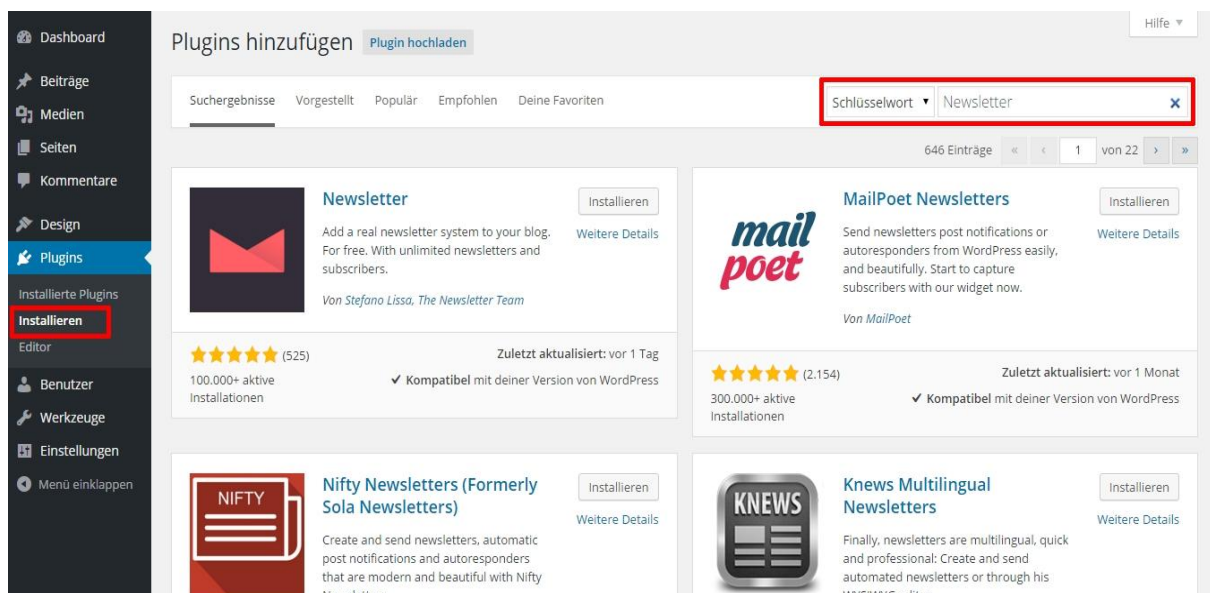 Hilfe
Dashboard
Beiträge
Medien
Seiten
Kommentare
Design
Plugins
Installierte Plugins
Installieren
Editor
Benutzer
Werkzeuge
Einstellungen
Menü einklappen
Plugins hinzufügen Plugin hochladen
Suchergebnisse Vorgestellt Populär Empfohlen Deine Favoriten
Schlüsselwort Newsletter
646 Einträge « ‹ 1 von 22 › »
Newsletter
Installieren
Weitere Details
Add a real newsletter system to your blog.
For free. With unlimited newsletters and
subscribers.
Von Stefano Lissa, The Newsletter Team
(525)
100.000+ aktive
Installationen
Zuletzt aktualisiert: vor 1 Tag
✔ Kompatibel mit deiner Version von WordPress
mail
poet
MailPoet Newsletters
Installieren
Weitere Details
Send newsletters post notifications or
autoresponders from WordPress easily,
and beautifully. Start to capture
subscribers with our widget now.
Von MailPoet
(2.154)
300.000+ aktive
Installationen
Zuletzt aktualisiert: vor 1 Monat
✔ Kompatibel mit deiner Version von WordPress
NIFTY
Nifty Newsletters (Formerly
Sola Newsletters)
Installieren
Weitere Details
Create and send newsletters, automatic
post notifications and autoresponders
that are modern and beautiful with Nifty
KNEWS
Knews Multilingual
Newsletters
Installieren
Weitere Details
Finally, newsletters are multilingual, quick
and professional: Create and send
automated newsletters or through his